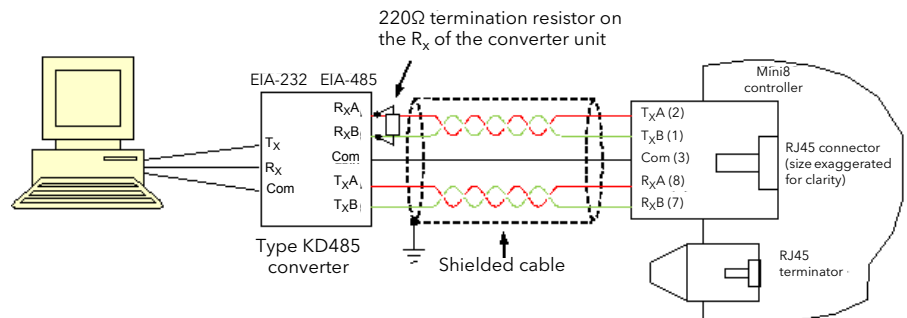 220Ω termination resistor on
the Rx of the converter unit
EIA-232 EIA-485
Tx
Rx
Com
RxA
RxB
Com
TxA
TxB
Type KD485
converter
Shielded cable
Mini8
controller
TxA (2)
TxB (1)
Com (3)
RxA (8)
RxB (7)
RJ45 connector
(size exaggerated
for clarity)
RJ45
terminator